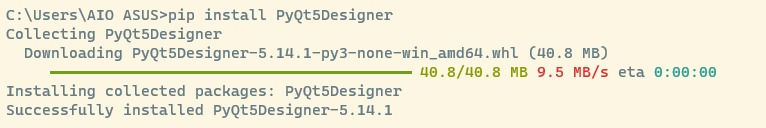 C:\Users\AIO ASUS>pip install PyQt5Designer
Collecting PyQt5Designer
  Downloading PyQt5Designer-5.14.1-py3-none-win_amd64.whl (40.8 MB)
40.8/40.8 MB 9.5 MB/s eta 0:00:00
Installing collected packages: PyQt5Designer
Successfully installed PyQt5Designer-5.14.1